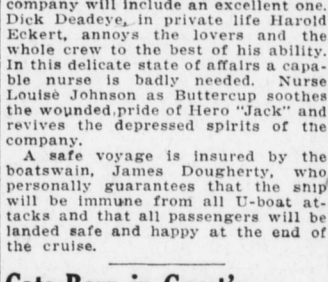 company will include an excellent one.
Dick Deadeye, in private life Harold
Eckert, annoys the lovers and the
whole crew to the best of his ability.
In this delicate state of affairs a capa-
ble nurse is badly needed. Nurse
Louise Johnson as Buttercup soothes
the wounded pride of Hero "Jack" and
revives the depressed spirits of the
company.
A safe voyage is insured by the
boatswain, James Dougherty, who
personally guarantees that the ship
will be immune from all U-boat at-
tacks and that all passengers will be
landed safe and happy at the end of
the cruise.